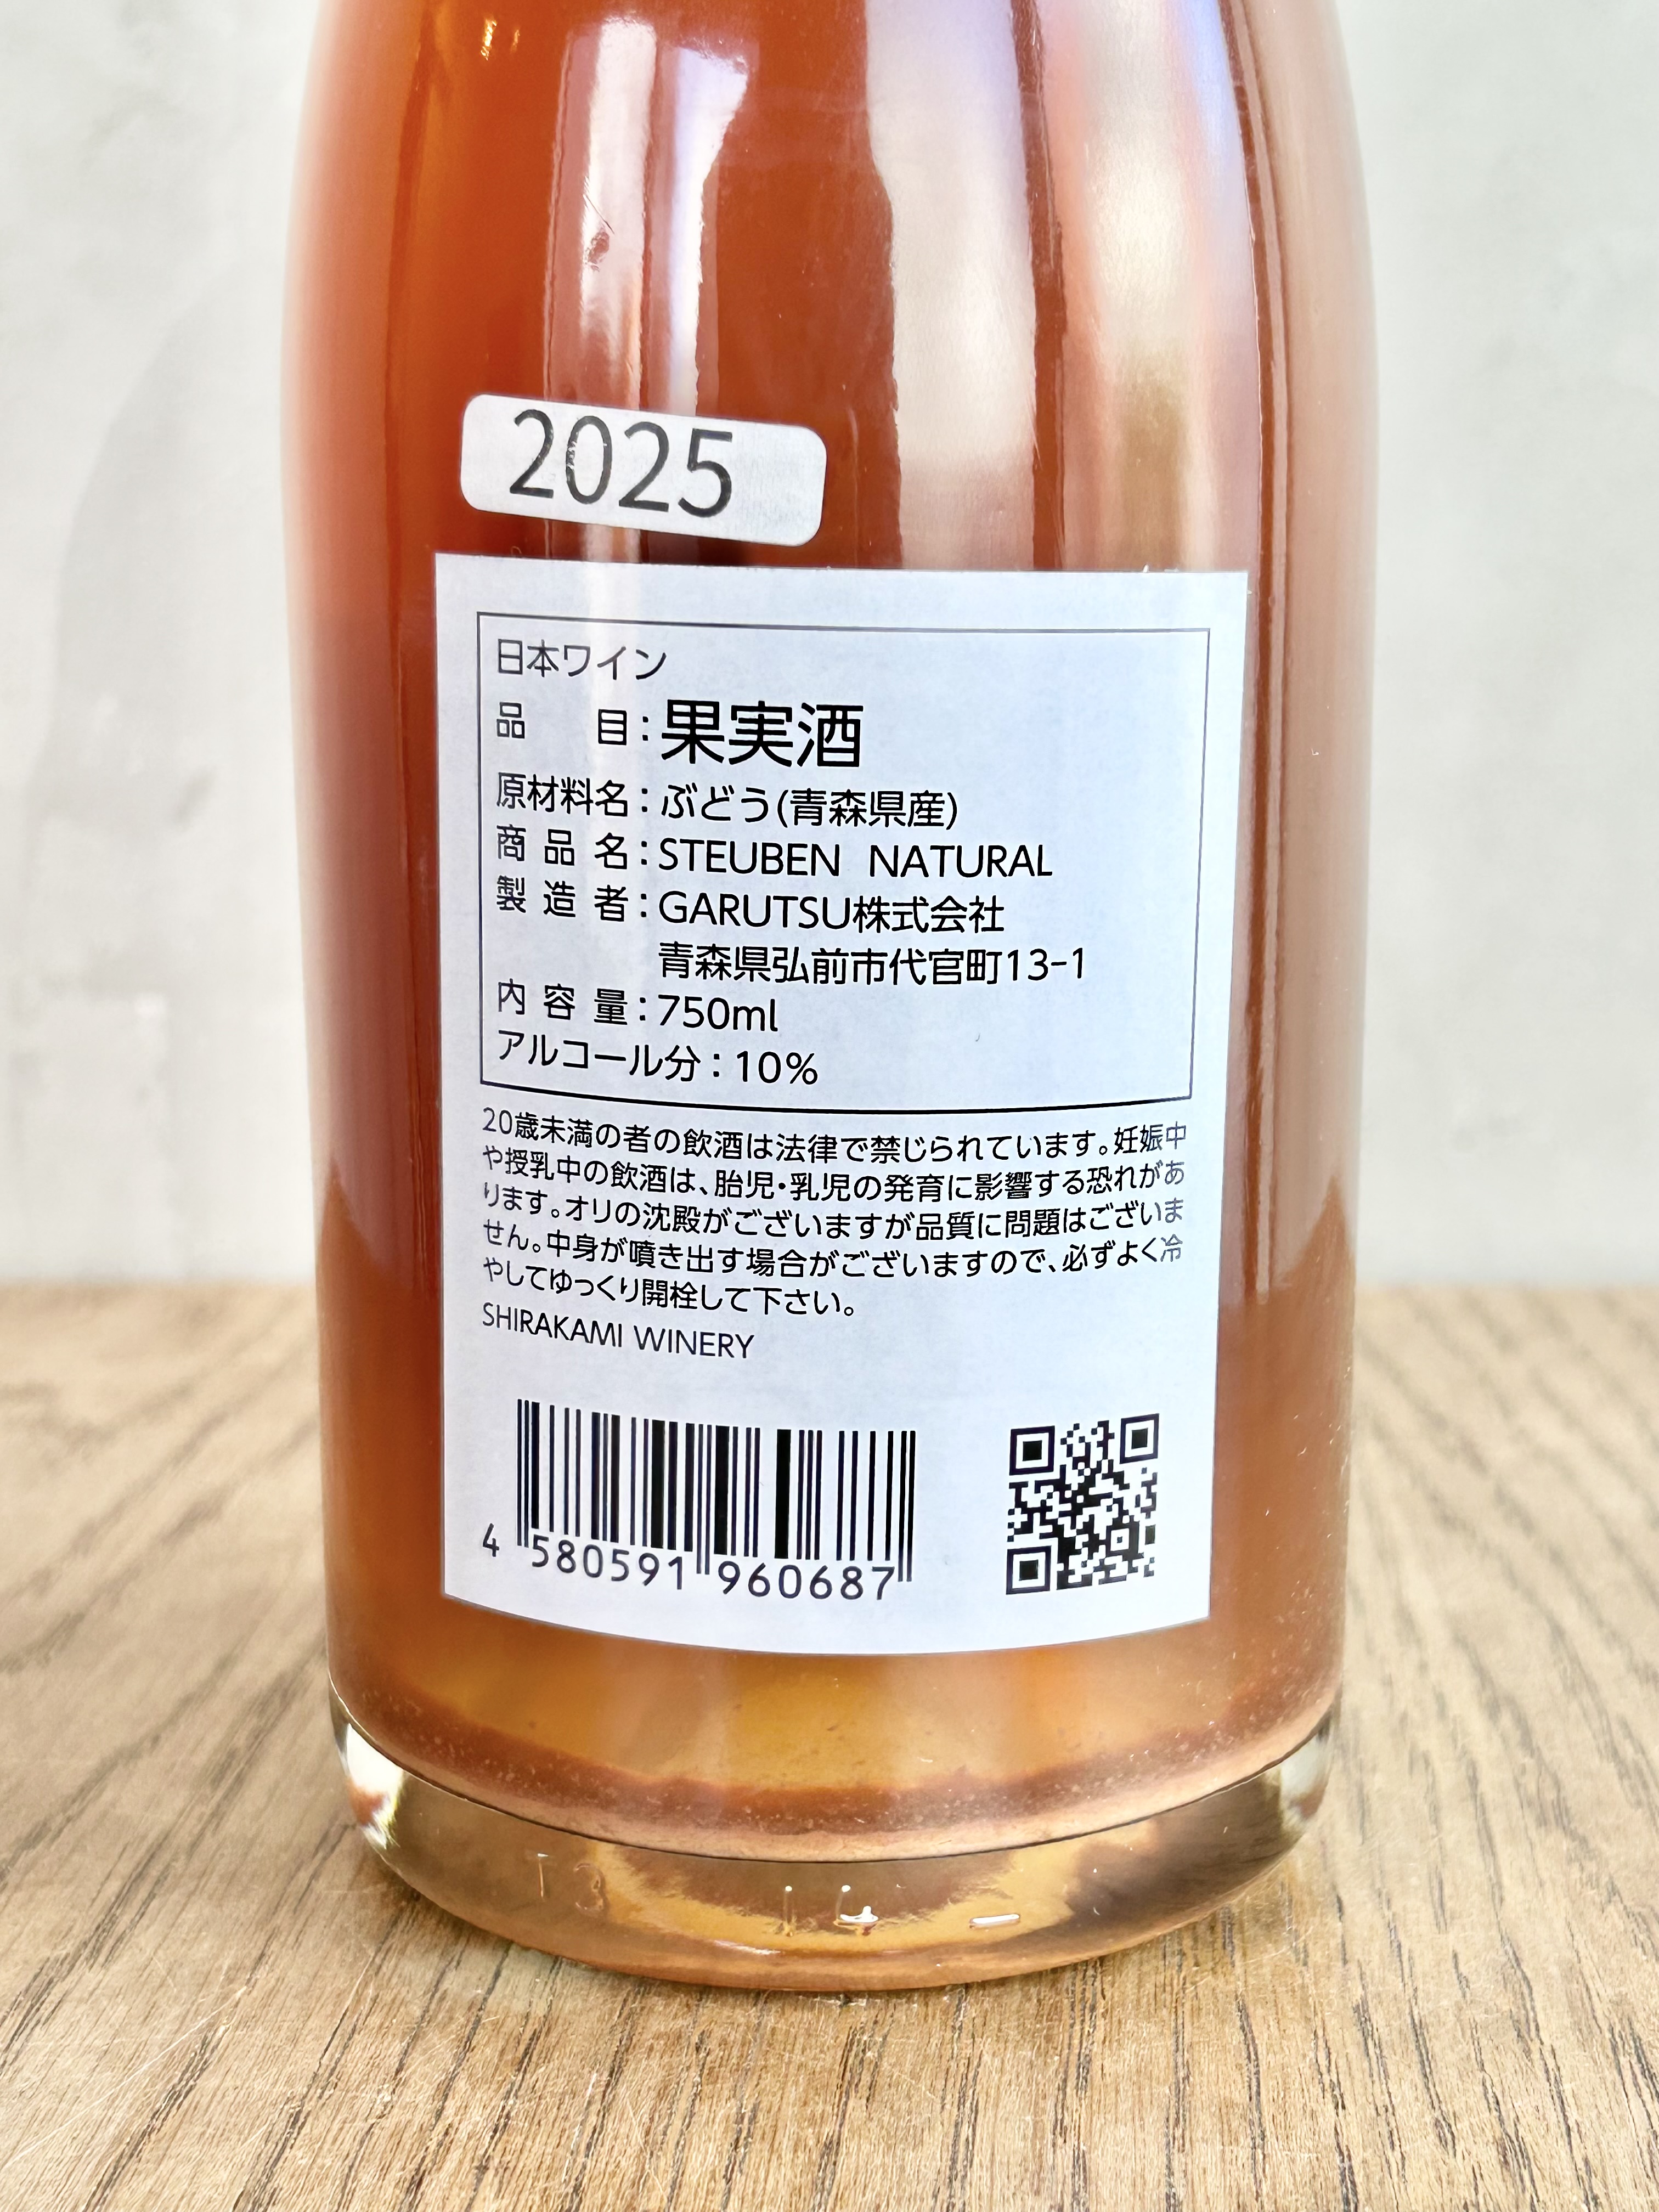 2025
日本ワイン
品 目：果実酒
原材料名：ぶどう(青森県産)
商品名：STEUBEN NATURAL
製造者：GARUTSU株式会社
青森県弘前市代官町13-1
内容量：750ml
アルコール分：10%
20歳未満の者の飲酒は法律で禁じられています。妊娠中
や授乳中の飲酒は、胎児・乳児の発育に影響する恐れがあ
ります。オリの沈殿がございますが品質に問題はございま
せん。中身が噴き出す場合がございますので、必ずよく冷
やしてゆっくり開栓して下さい。
SHIRAKAMI WINERY
4 580591 960687